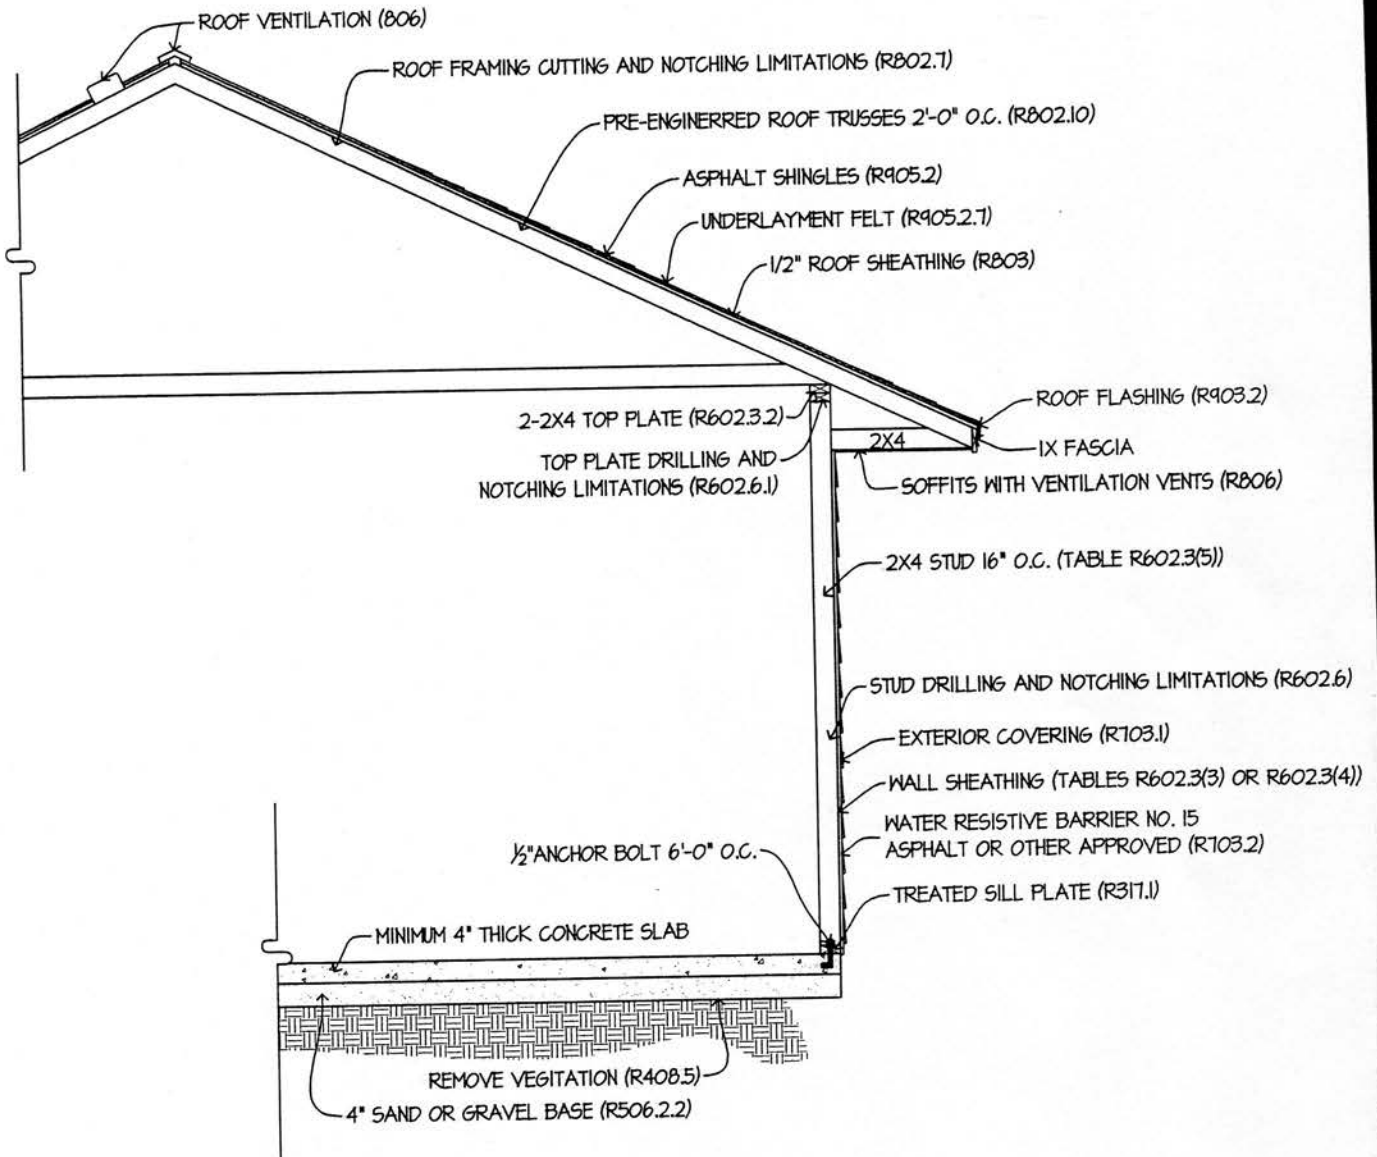 ROOF VENTILATION (806)
ROOF FRAMING CUTTING AND NOTCHING LIMITATIONS (R802.7)
PRE-ENGINERRED ROOF TRUSSES 2'-0" O.C. (R802.10)
ASPHALT SHINGLES (R905.2)
UNDERLAYMENT FELT (R905.2.7)
1/2" ROOF SHEATHING (R803)
ROOF FLASHING (R903.2)
2-2X4 TOP PLATE (R602.3.2)
2X4
1X FASCIA
TOP PLATE DRILLING AND
NOTCHING LIMITATIONS (R602.6.1)
SOFFITS WITH VENTILATION VENTS (R806)
2X4 STUD 16" O.C. (TABLE R602.3(5))
STUD DRILLING AND NOTCHING LIMITATIONS (R602.6)
EXTERIOR COVERING (R703.1)
WALL SHEATHING (TABLES R602.3(3) OR R602.3(4))
WATER RESISTIVE BARRIER NO. 15
ASPHALT OR OTHER APPROVED (R703.2)
½"ANCHOR BOLT 6'-0" O.C.
TREATED SILL PLATE (R317.1)
MINIMUM 4" THICK CONCRETE SLAB
REMOVE VEGITATION (R408.5)
4" SAND OR GRAVEL BASE (R506.2.2)